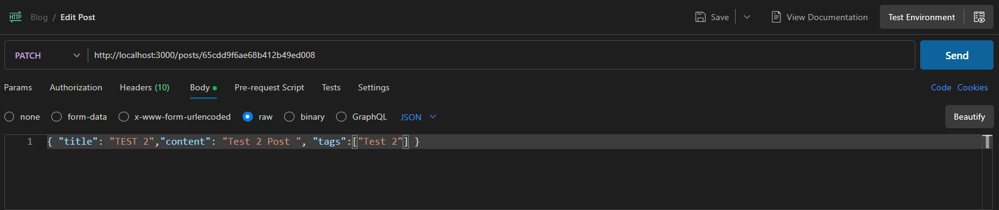 HTTP Blog / Edit Post Save View Documentation Test Environment
PATCH http://localhost:3000/posts/65cdd9f6ae68b412b49ed008 Send
Params Authorization Headers (10) Body Pre-request Script Tests Settings Code Cookies
none form-data x-www-form-urlencoded raw binary GraphQL JSON Beautify
1 { "title": "TEST 2","content": "Test 2 Post ", "tags":["Test 2"] }